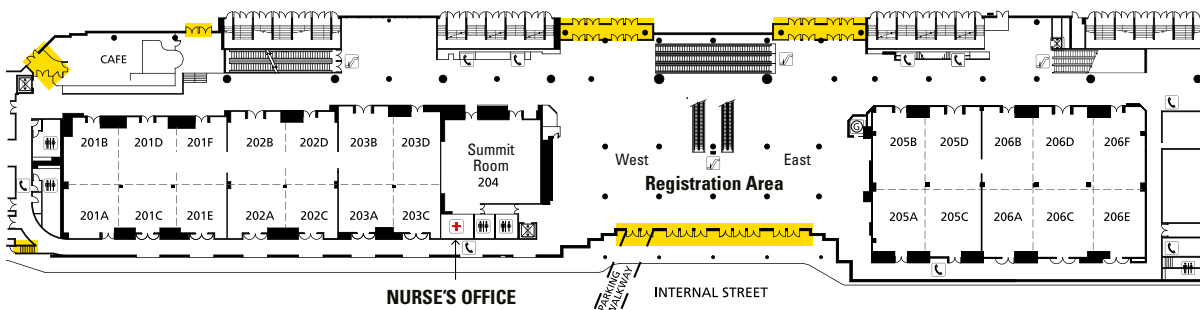 CAFE
201B 201D 201F 202B 202D 203B 203D
Summit
Room
204
201A 201C 201E 202A 202C 203A 203C
West East
Registration Area
G
205B 205D 206B 206D 206F
205A 205C 206A 206C 206E
NURSE'S OFFICE
PARKING
WALKWAY
INTERNAL STREET